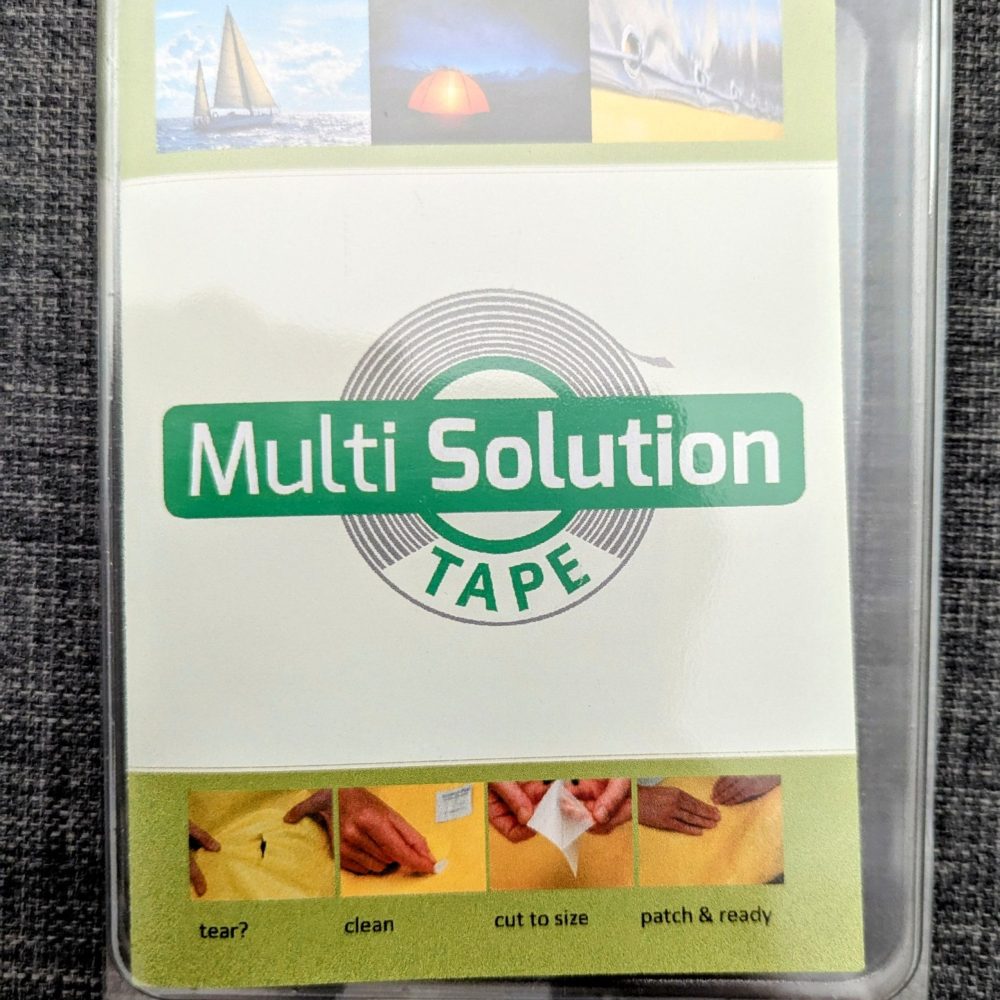 Multi Solution
TAPE
tear?
clean
cut to size
patch & ready